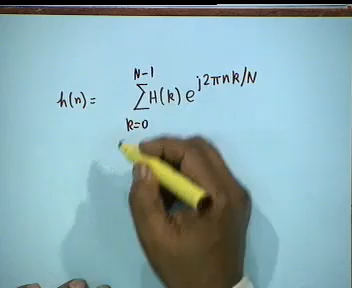 h(n) = N-1 ∑ k=0 H(k) e^{j2πnk/N}